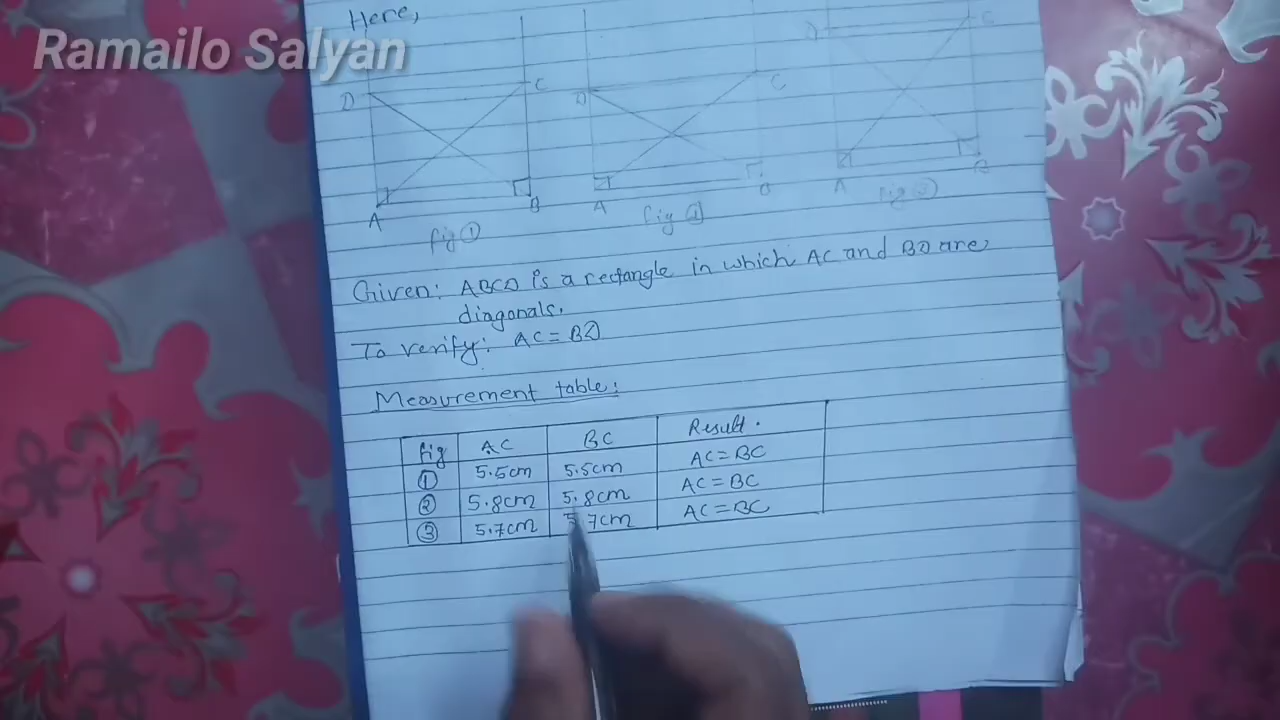 Here,
Ramailo Salyan
D C D C D C
A B A B A B
fig ① fig ② fig ③
Given: ABCD is a rectangle in which AC and BD are
diagonals.
To verify: AC = BD
Measurement table:
fig AC BC Result.
① 5.5cm 5.5cm AC = BC
② 5.8cm 5.8cm AC = BC
③ 5.7cm 5.7cm AC = BC